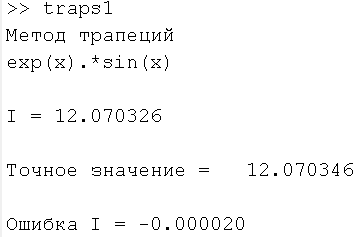 >> traps1
Метод трапеций
exp(x).*sin(x)
I = 12.070326
Точное значение =   12.070346
Ошибка I = -0.000020